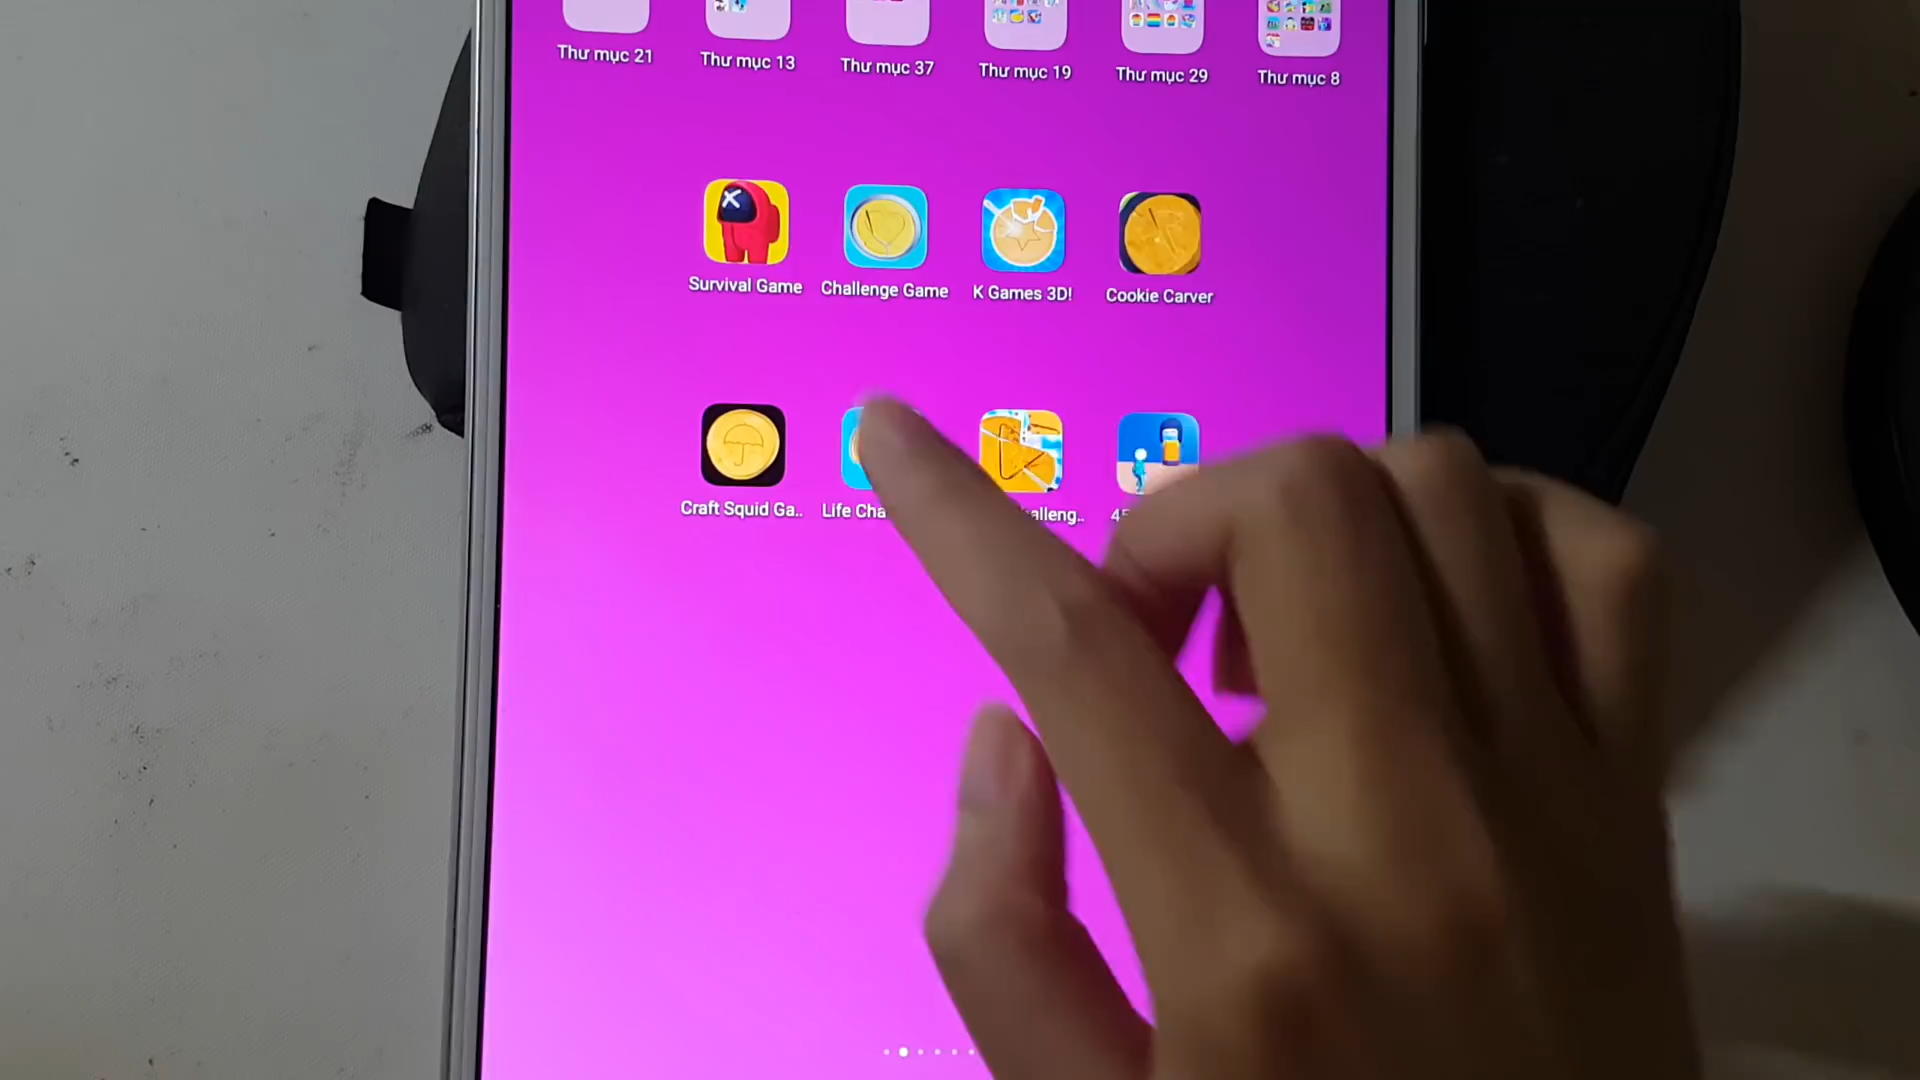 Thư mục 21 Thư mục 13 Thư mục 37 Thư mục 19 Thư mục 29 Thư mục 8
Survival Game Challenge Game K Games 3D! Cookie Carver
Craft Squid Ga.. Life Cha alleng.. 45